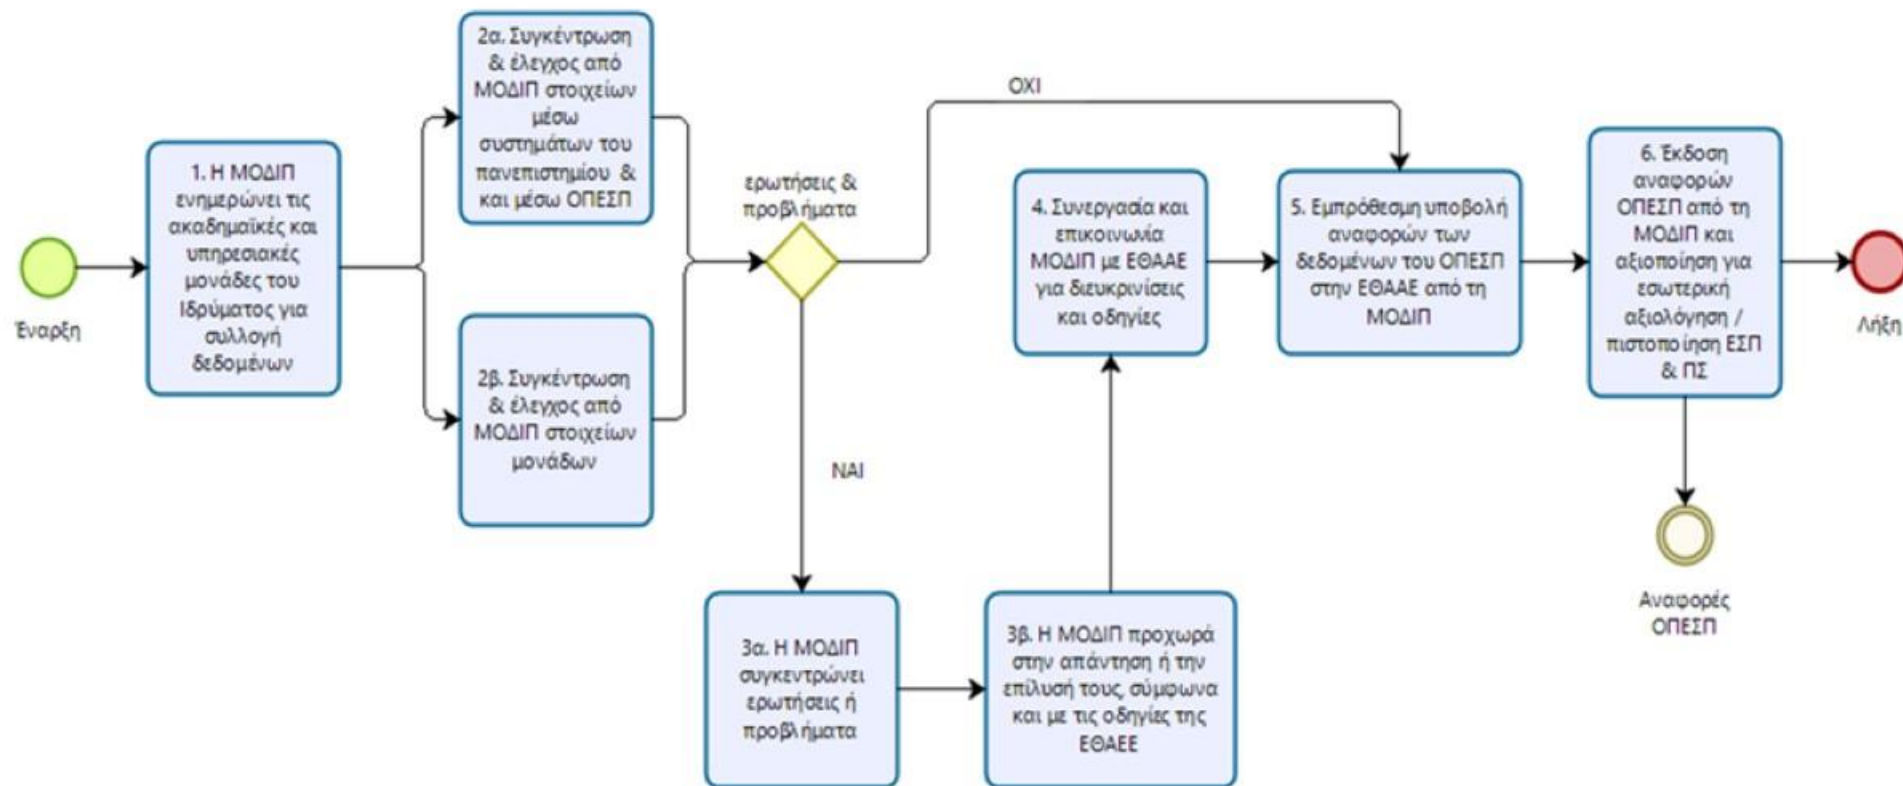 Έναρξη
1. Η ΜΟΔΙΠ
ενημερώνει τις
ακαδημαϊκές και
υπηρεσιακές
μονάδες του
Ιδρύματος για
συλλογή
δεδομένων
2α. Συγκέντρωση
& έλεγχος από
ΜΟΔΙΠ στοιχείων
μέσω
συστημάτων του
πανεπιστημίου &
και μέσω ΟΠΕΣΠ
2β. Συγκέντρωση
& έλεγχος από
ΜΟΔΙΠ στοιχείων
μονάδων
ερωτήσεις &
προβλήματα
ΟΧΙ
ΝΑΙ
3α. Η ΜΟΔΙΠ
συγκεντρώνει
ερωτήσεις ή
προβλήματα
3β. Η ΜΟΔΙΠ προχωρά
στην απάντηση ή την
επίλυσή τους, σύμφωνα
και με τις οδηγίες της
ΕΘΑΕΕ
4. Συνεργασία και
επικοινωνία
ΜΟΔΙΠ με ΕΘΑΑΕ
για διευκρινίσεις
και οδηγίες
5. Εμπρόθεσμη υποβολή
αναφορών των
δεδομένων του ΟΠΕΣΠ
στην ΕΘΑΑΕ από τη
ΜΟΔΙΠ
6. Έκδοση
αναφορών
ΟΠΕΣΠ από τη
ΜΟΔΙΠ και
αξιοποίηση για
εσωτερική
αξιολόγηση /
πιστοποίηση ΕΣΠ
& ΠΣ
Λήξη
Αναφορές
ΟΠΕΣΠ